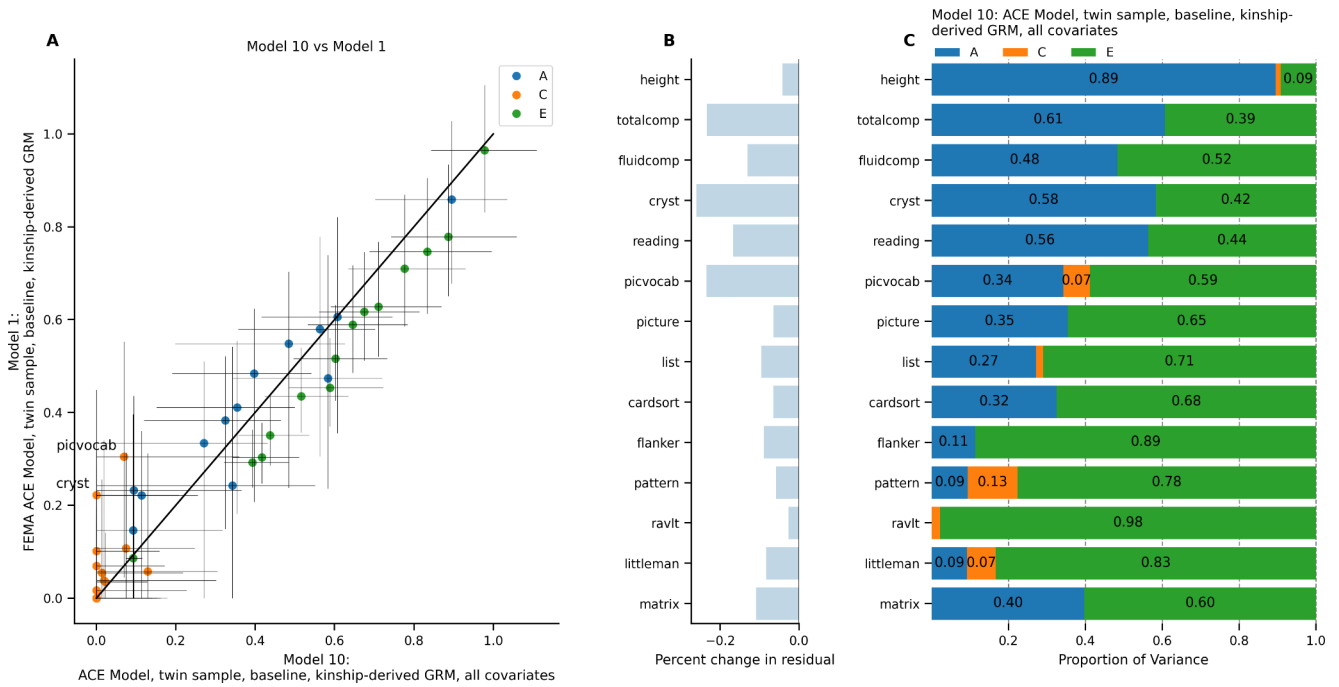 A
Model 10 vs Model 1
A
C
E
Model 1:
FEMA ACE Model, twin sample, baseline, kinship-derived GRM
1.0
0.8
0.6
0.4
0.2
0.0
picvocab
cryst
0.0 0.2 0.4 0.6 0.8 1.0
Model 10:
ACE Model, twin sample, baseline, kinship-derived GRM, all covariates
B
height
totalcomp
fluidcomp
cryst
reading
picvocab
picture
list
cardsort
flanker
pattern
ravlt
littleman
matrix
−0.2 0.0
Percent change in residual
C
Model 10: ACE Model, twin sample, baseline, kinship-
derived GRM, all covariates
A C E
height 0.89 0.09
totalcomp 0.61 0.39
fluidcomp 0.48 0.52
cryst 0.58 0.42
reading 0.56 0.44
picvocab 0.34 0.07 0.59
picture 0.35 0.65
list 0.27 0.71
cardsort 0.32 0.68
flanker 0.11 0.89
pattern 0.09 0.13 0.78
ravlt 0.98
littleman 0.09 0.07 0.83
matrix 0.40 0.60
0.2 0.4 0.6 0.8 1.0
Proportion of Variance